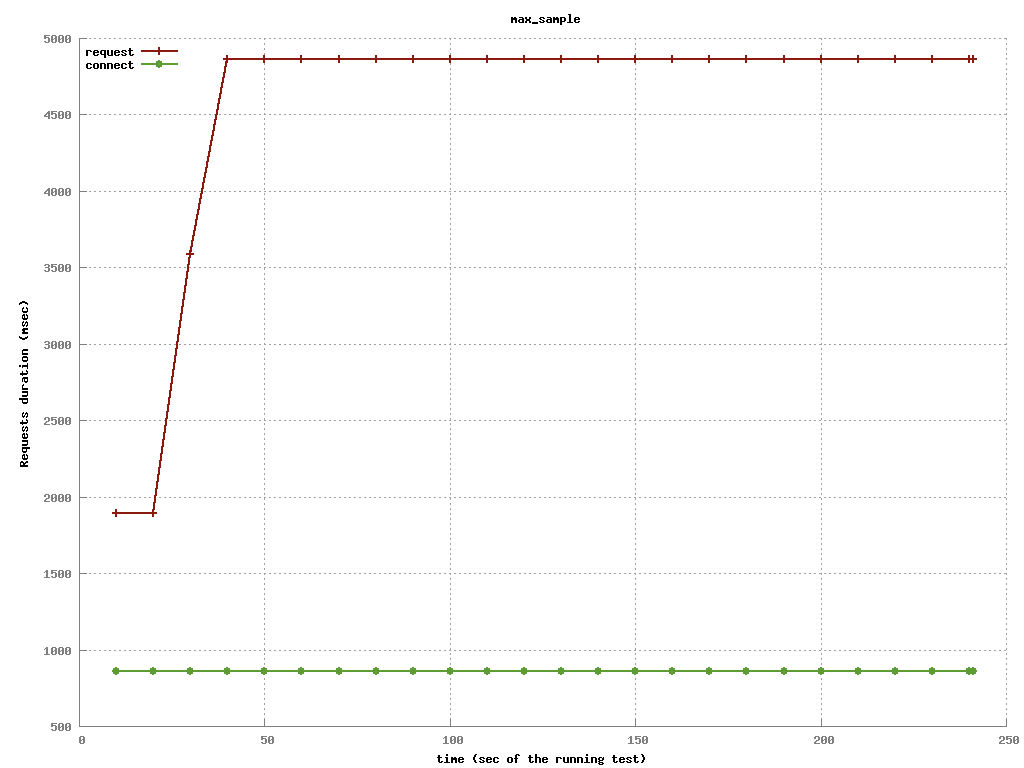 max_sample
5000
request
connect
4500
4000
3500
3000
2500
2000
1500
1000
500
Requests duration (msec)
0 50 100 150 200 250
time (sec of the running test)